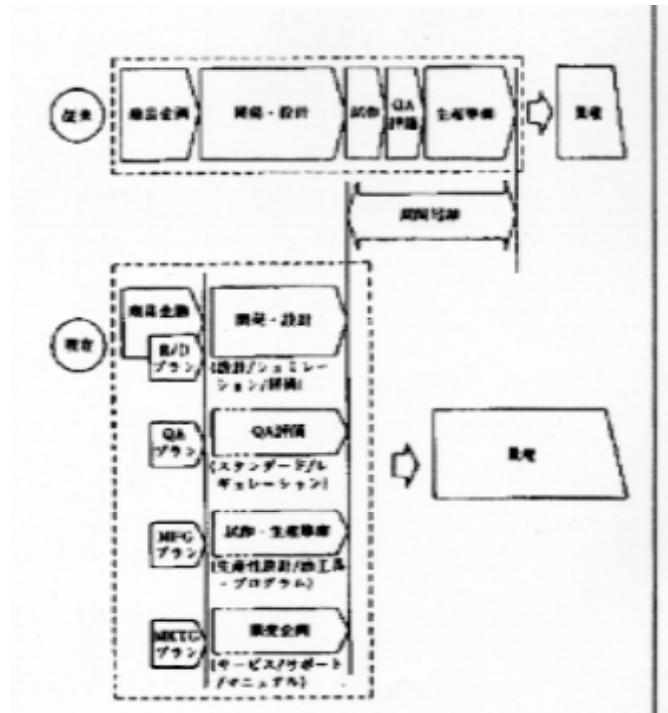 従来
商品企画
開発・設計
試作
QA
評価
生産準備
量産
期間短縮
商品企画
開発・設計
現在
R/D
プラン
(設計/シュミレー
ション/評価)
QA
プラン
QA評価
(スタンダード/レ
ギュレーション)
量産
MFG
プラン
試作・生産準備
(生産性設計/治工具
・プログラム)
MKTG
プラン
販売企画
(サービス/サポート
/マニュアル)